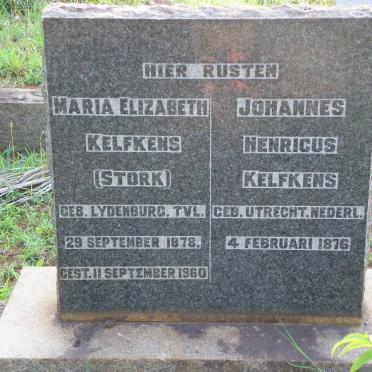 HIER RUSTEN
MARIA ELIZABETH
KELFKENS
(STORK)
GEB. LYDENBURG. TVL.
29 SEPTEMBER 1878.
GEST. 11 SEPTEMBER 1960
JOHANNES
HENRICUS
KELFKENS
GEB. UTRECHT. NEDERL.
4 FEBRUARI 1876